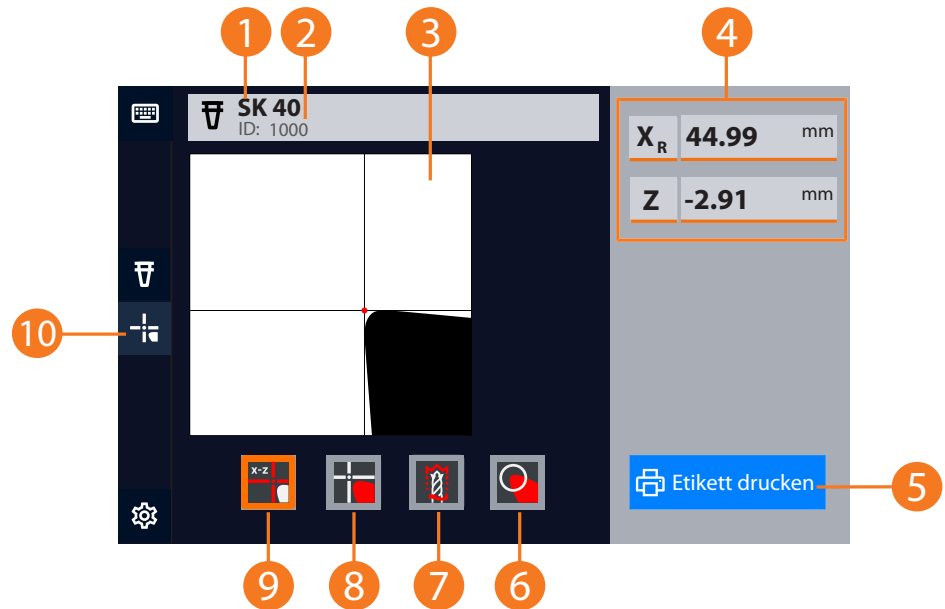 1 2 3 4
SK 40
ID: 1000
X R 44.99 mm
Z -2.91 mm
10
x-z
Etikett drucken 5
9 8 7 6